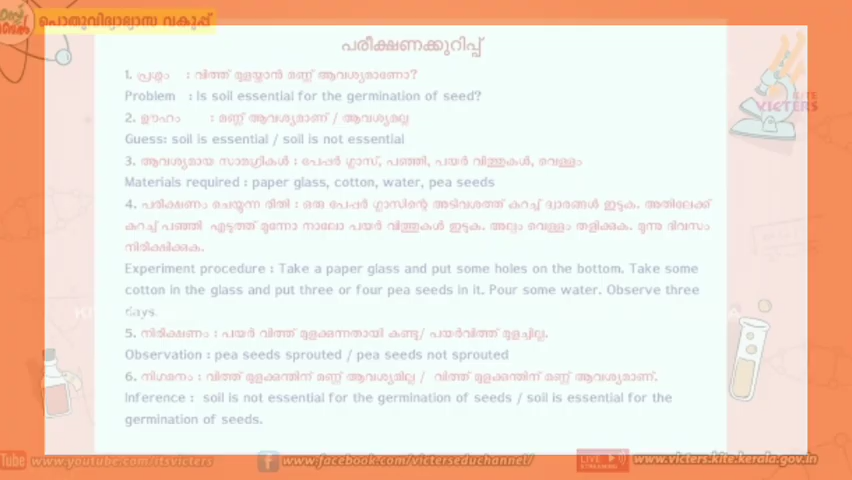 പൊതുവിദ്യാഭ്യാസ വകുപ്പ്
പരീക്ഷണക്കുറിപ്പ്
1. പ്രശ്നം : വിത്ത് മുളയ്ക്കാൻ മണ്ണ് ആവശ്യമാണോ?
Problem : Is soil essential for the germination of seed?
2. ഊഹം : മണ്ണ് ആവശ്യമാണ് / ആവശ്യമല്ല
Guess: soil is essential / soil is not essential
3. ആവശ്യമായ സാമഗ്രികൾ : പേപ്പർ ഗ്ലാസ്, പഞ്ഞി, പയർ വിത്തുകൾ, വെള്ളം
Materials required : paper glass, cotton, water, pea seeds
4. പരീക്ഷണം ചെയ്യുന്ന രീതി : ഒരു പേപ്പർ ഗ്ലാസിന്റെ അടിവശത്ത് കുറച്ച് ദ്വാരങ്ങൾ ഇടുക. അതിലേക്ക്
കുറച്ച് പഞ്ഞി എടുത്ത് മൂന്നോ നാലോ പയർ വിത്തുകൾ ഇടുക. അല്പം വെള്ളം തളിക്കുക. മൂന്നു ദിവസം
നിരീക്ഷിക്കുക.
Experiment procedure : Take a paper glass and put some holes on the bottom. Take some
cotton in the glass and put three or four pea seeds in it. Pour some water. Observe three
days.
5. നിരീക്ഷണം : പയർ വിത്ത് മുളക്കുന്നതായി കണ്ടു/ പയർവിത്ത് മുളച്ചില്ല.
Observation : pea seeds sprouted / pea seeds not sprouted
6. നിഗമനം : വിത്ത് മുളക്കുന്തിന് മണ്ണ് ആവശ്യമില്ല / വിത്ത് മുളക്കുന്തിന് മണ്ണ് ആവശ്യമാണ്.
Inference : soil is not essential for the germination of seeds / soil is essential for the
germination of seeds.
KITE
VICTERS
Tube www.youtube.com/itsvicters
www.facebook.com/victerseduchannel/
LIVE STREAMING
www.victers.kite.kerala.gov.in